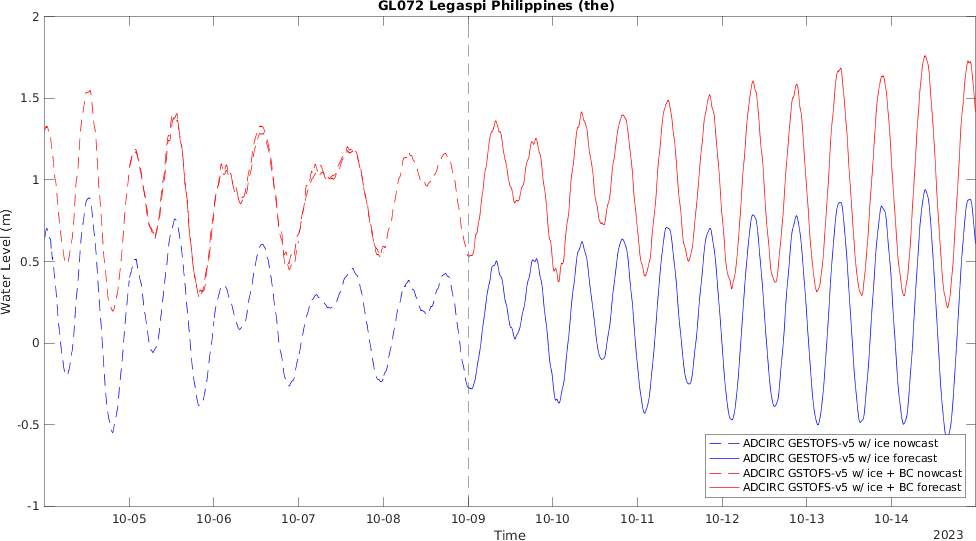 GL072 Legaspi Philippines (the)
2
1.5
1
0.5
0
-0.5
-1
Water Level (m)
ADCIRC GESTOFS-v5 w/ ice nowcast
ADCIRC GESTOFS-v5 w/ ice forecast
ADCIRC GSTOFS-v5 w/ ice + BC nowcast
ADCIRC GSTOFS-v5 w/ ice + BC forecast
10-05 10-06 10-07 10-08 10-09 10-10 10-11 10-12 10-13 10-14
Time
2023